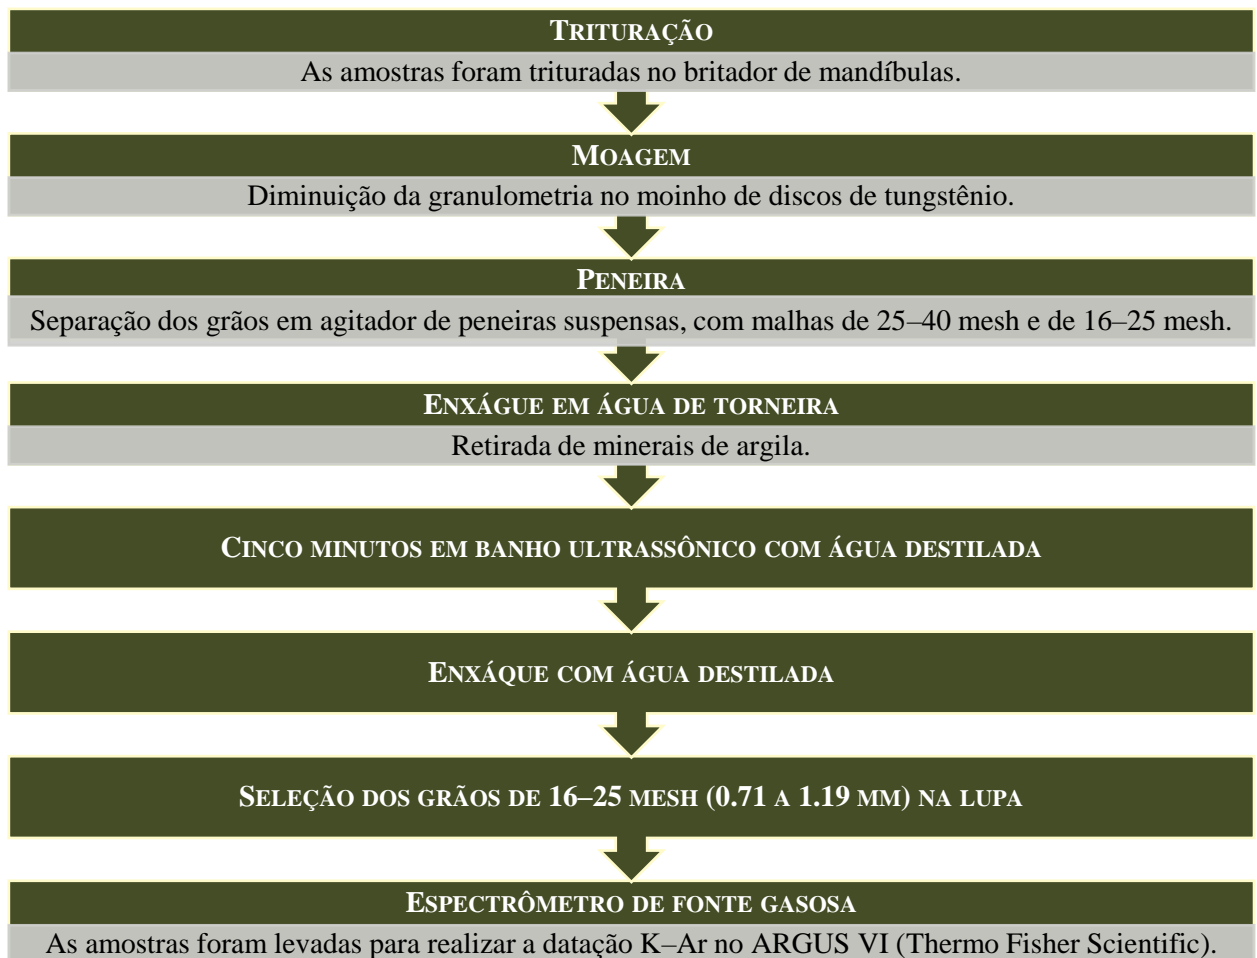 TRITURAÇÃO
As amostras foram trituradas no britador de mandíbulas.
MOAGEM
Diminuição da granulometria no moinho de discos de tungstênio.
PENEIRA
Separação dos grãos em agitador de peneiras suspensas, com malhas de 25–40 mesh e de 16–25 mesh.
ENXÁGUE EM ÁGUA DE TORNEIRA
Retirada de minerais de argila.
CINCO MINUTOS EM BANHO ULTRASSÔNICO COM ÁGUA DESTILADA
ENXÁQUE COM ÁGUA DESTILADA
SELEÇÃO DOS GRÃOS DE 16–25 MESH (0.71 A 1.19 MM) NA LUPA
ESPECTRÔMETRO DE FONTE GASOSA
As amostras foram levadas para realizar a datação K–Ar no ARGUS VI (Thermo Fisher Scientific).